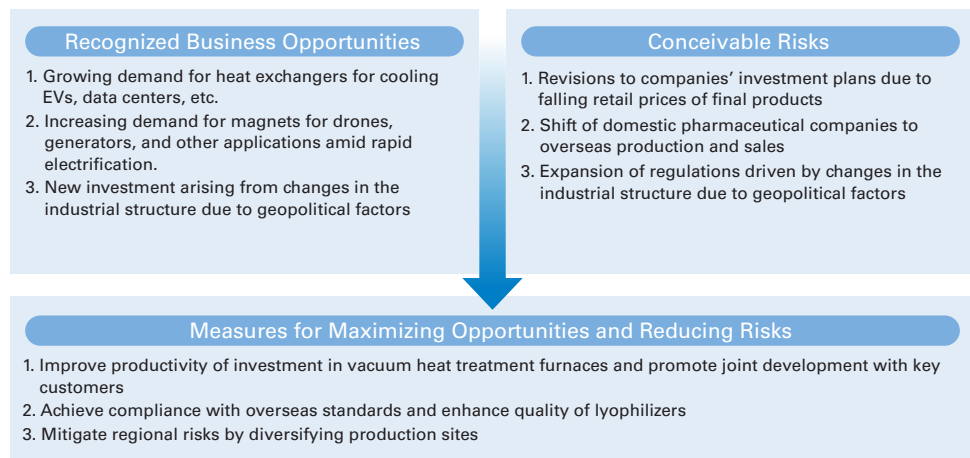 Recognized Business Opportunities
1. Growing demand for heat exchangers for cooling
EVs, data centers, etc.
2. Increasing demand for magnets for drones,
generators, and other applications amid rapid
electrification.
3. New investment arising from changes in the
industrial structure due to geopolitical factors
Conceivable Risks
1. Revisions to companies’ investment plans due to
falling retail prices of final products
2. Shift of domestic pharmaceutical companies to
overseas production and sales
3. Expansion of regulations driven by changes in the
industrial structure due to geopolitical factors
Measures for Maximizing Opportunities and Reducing Risks
1. Improve productivity of investment in vacuum heat treatment furnaces and promote joint development with key
customers
2. Achieve compliance with overseas standards and enhance quality of lyophilizers
3. Mitigate regional risks by diversifying production sites